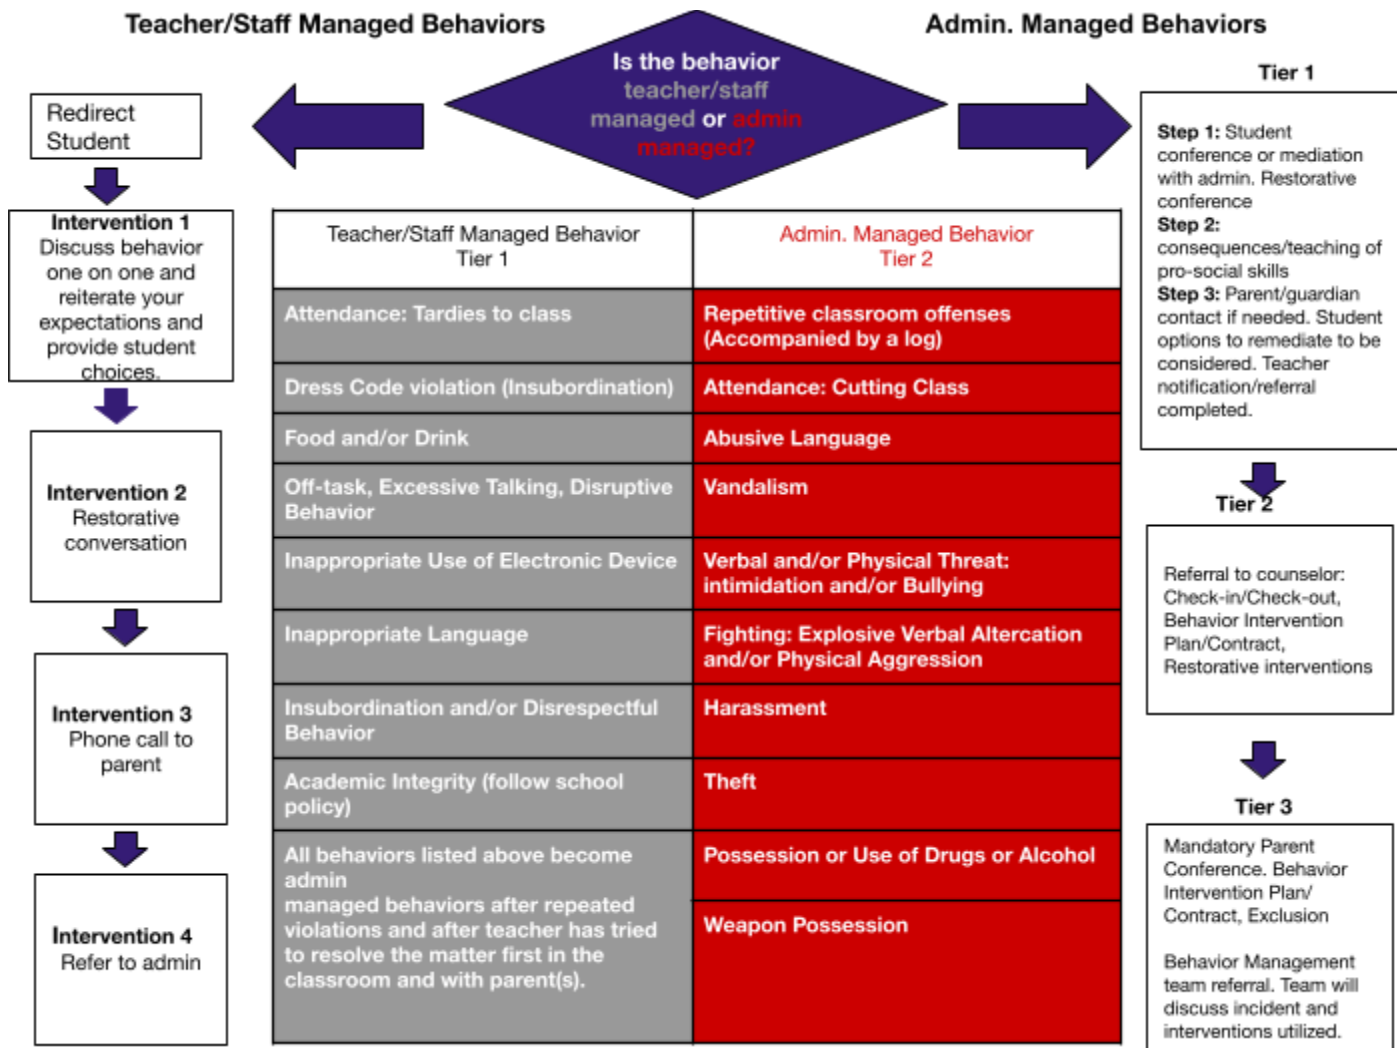 Teacher/Staff Managed Behaviors
Is the behavior
teacher/staff
managed or admin
managed?
Admin. Managed Behaviors
Redirect
Student
Intervention 1
Discuss behavior
one on one and
reiterate your
expectations and
provide student
choices.
Intervention 2
Restorative
conversation
Intervention 3
Phone call to
parent
Intervention 4
Refer to admin
Teacher/Staff Managed Behavior
Tier 1
Admin. Managed Behavior
Tier 2
Attendance: Tardies to class
Repetitive classroom offenses
(Accompanied by a log)
Dress Code violation (Insubordination)
Attendance: Cutting Class
Food and/or Drink
Abusive Language
Off-task, Excessive Talking, Disruptive
Behavior
Vandalism
Inappropriate Use of Electronic Device
Verbal and/or Physical Threat:
intimidation and/or Bullying
Inappropriate Language
Fighting: Explosive Verbal Altercation
and/or Physical Aggression
Insubordination and/or Disrespectful
Behavior
Harassment
Academic Integrity (follow school
policy)
Theft
All behaviors listed above become
admin
managed behaviors after repeated
violations and after teacher has tried
to resolve the matter first in the
classroom and with parent(s).
Possession or Use of Drugs or Alcohol
Weapon Possession
Tier 1
Step 1: Student
conference or mediation
with admin. Restorative
conference
Step 2:
consequences/teaching of
pro-social skills
Step 3: Parent/guardian
contact if needed. Student
options to remediate to be
considered. Teacher
notification/referral
completed.
Tier 2
Referral to counselor:
Check-in/Check-out,
Behavior Intervention
Plan/Contract,
Restorative interventions
Tier 3
Mandatory Parent
Conference. Behavior
Intervention Plan/
Contract, Exclusion
Behavior Management
team referral. Team will
discuss incident and
interventions utilized.